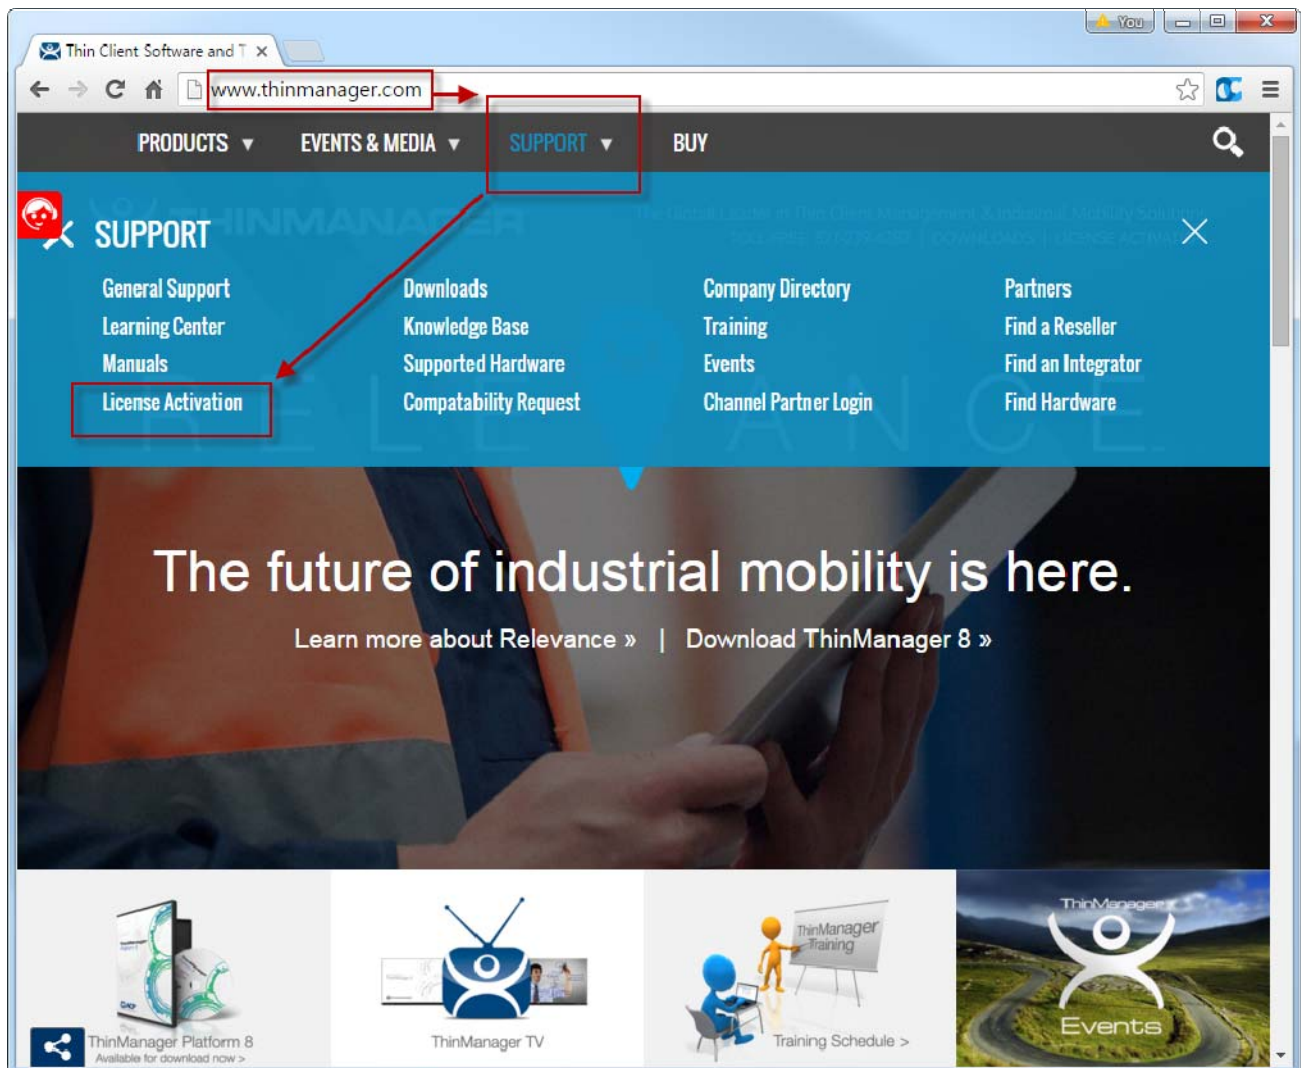 You
Thin Client Software and T
www.thinmanager.com
PRODUCTS EVENTS & MEDIA SUPPORT BUY
THINMANAGER
SUPPORT
General Support Downloads Company Directory Partners
Learning Center Knowledge Base Training Find a Reseller
Manuals Supported Hardware Events Find an Integrator
License Activation Compatability Request Channel Partner Login Find Hardware
RELEVANCE
The future of industrial mobility is here.
Learn more about Relevance » | Download ThinManager 8 »
ThinManager Training
ThinManager
Events
ThinManager Platform 8
Available for download now >
ThinManager TV
Training Schedule >